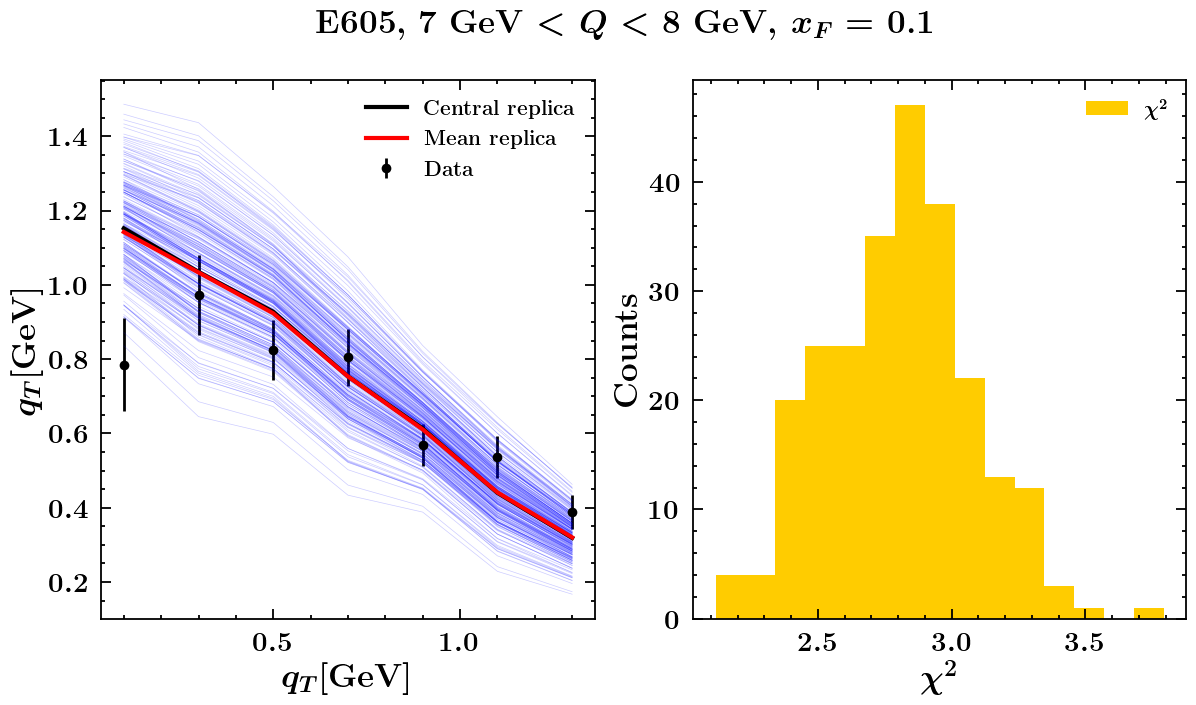 E605, 7 GeV < Q < 8 GeV, x_F = 0.1
Central replica
Mean replica
Data
1.4
1.2
1.0
0.8
0.6
0.4
0.2
q_T[GeV]
0.5 1.0
q_T[GeV]
χ²
40
30
20
10
0
Counts
2.5 3.0 3.5
χ²